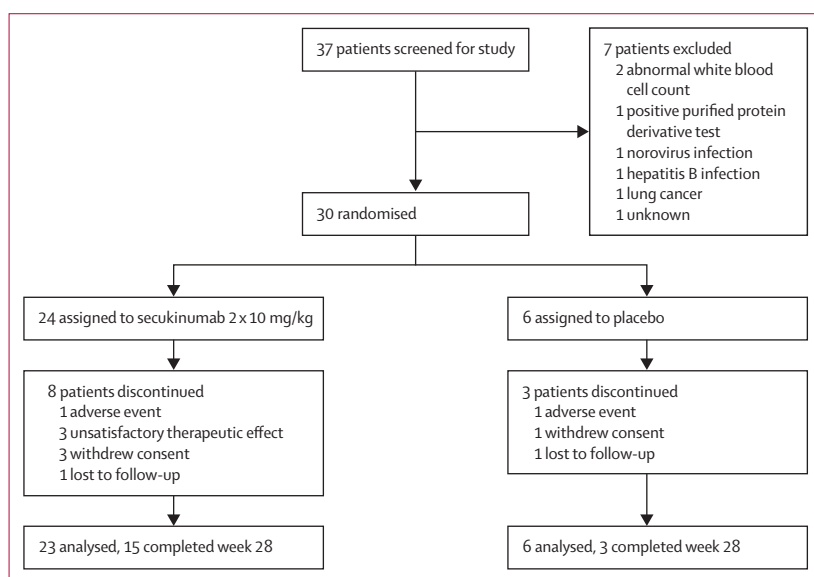 37 patients screened for study
7 patients excluded
2 abnormal white blood
cell count
1 positive purified protein
derivative test
1 norovirus infection
1 hepatitis B infection
1 lung cancer
1 unknown
30 randomised
24 assigned to secukinumab 2 x 10 mg/kg
6 assigned to placebo
8 patients discontinued
1 adverse event
3 unsatisfactory therapeutic effect
3 withdrew consent
1 lost to follow-up
3 patients discontinued
1 adverse event
1 withdrew consent
1 lost to follow-up
23 analysed, 15 completed week 28
6 analysed, 3 completed week 28